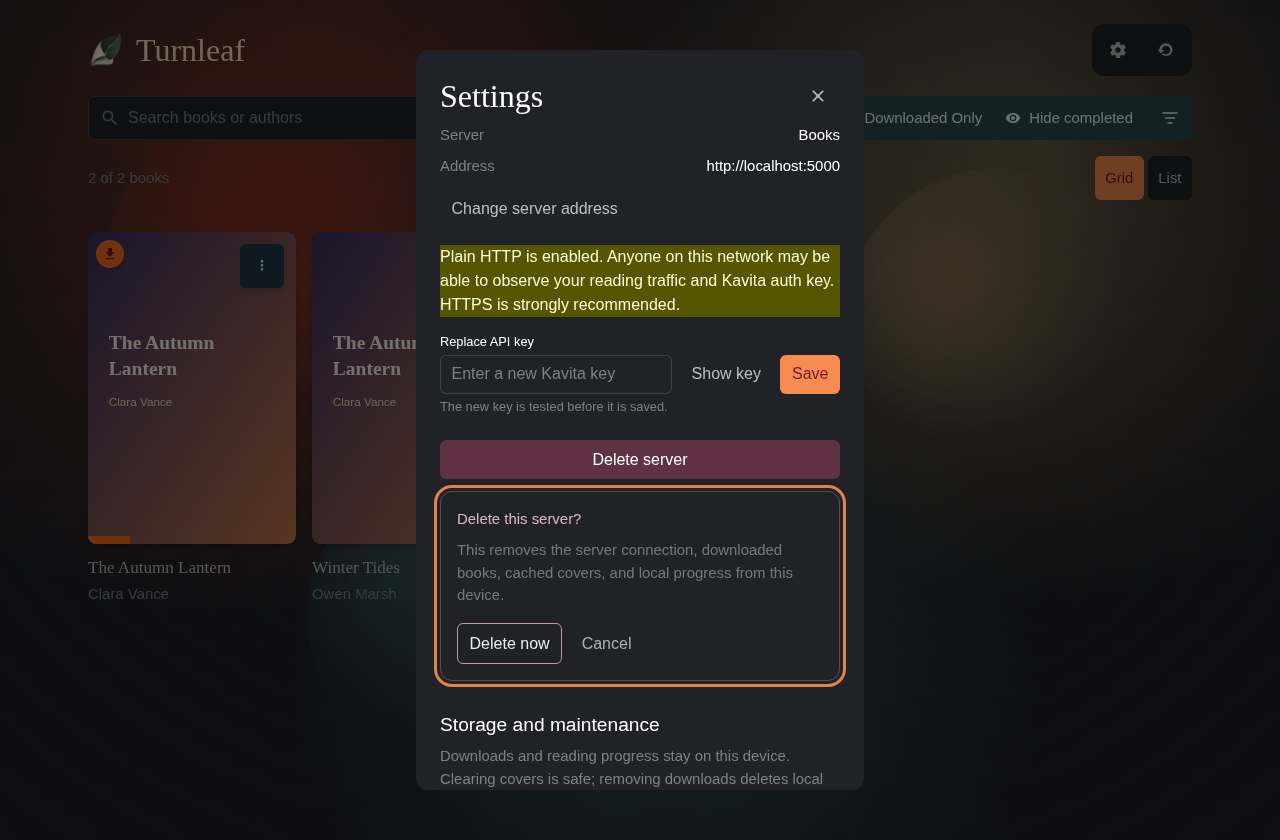 Turnleaf
Settings
Search books or authors
Downloaded Only
Hide completed
Server
Books
Address
http://localhost:5000
2 of 2 books
Grid
List
Change server address
Plain HTTP is enabled. Anyone on this network may be
able to observe your reading traffic and Kavita auth key.
HTTPS is strongly recommended.
Replace API key
Enter a new Kavita key
Show key
Save
The new key is tested before it is saved.
The Autumn
Lantern
Clara Vance
The Autumn Lantern
Clara Vance
Lantern
Clara Vance
Winter Tides
Owen Marsh
Delete server
Delete this server?
This removes the server connection, downloaded
books, cached covers, and local progress from this
device.
Delete now
Cancel
Storage and maintenance
Downloads and reading progress stay on this device.
Clearing covers is safe; removing downloads deletes local